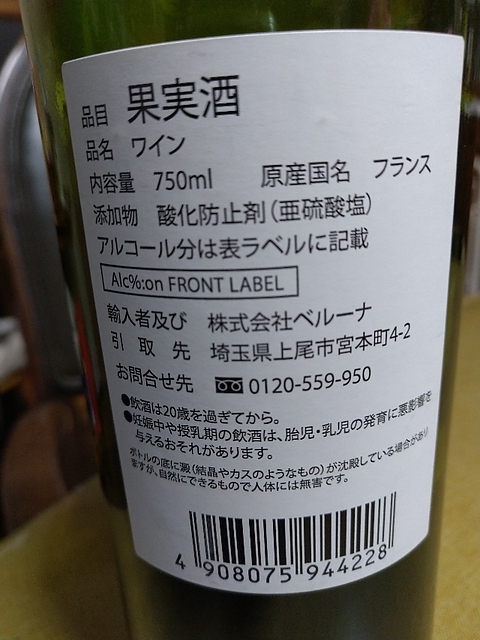 品目 果実酒
品名 ワイン
内容量 750ml 原産国名 フランス
添加物 酸化防止剤(亜硫酸塩)
アルコール分は表ラベルに記載
Alc%:on FRONT LABEL
輸入者及び 株式会社ベルーナ
引取先 埼玉県上尾市宮本町4-2
お問合せ先 0120-559-950
●飲酒は20歳を過ぎてから。
●妊娠中や授乳期の飲酒は、胎児・乳児の発育に悪影響を
与えるおそれがあります。
ボトルの底に澱(結晶やカスのようなもの)が沈殿している場合があり
ますが、自然にできるもので人体には無害です。
4 908075 944228